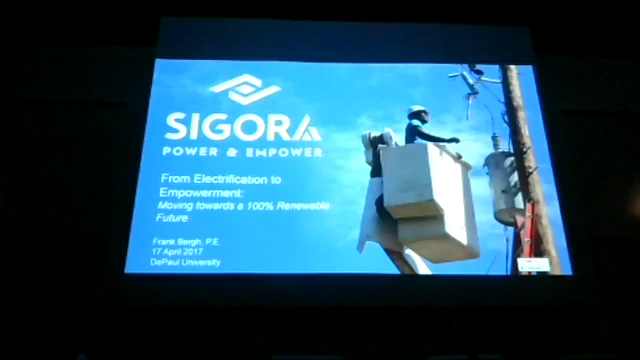 SIGORA
POWER & EMPOWER
From Electrification to
Empowerment:
Moving towards a 100% Renewable
Future
Frank Bergh, P.E.
17 April 2017
DePaul University